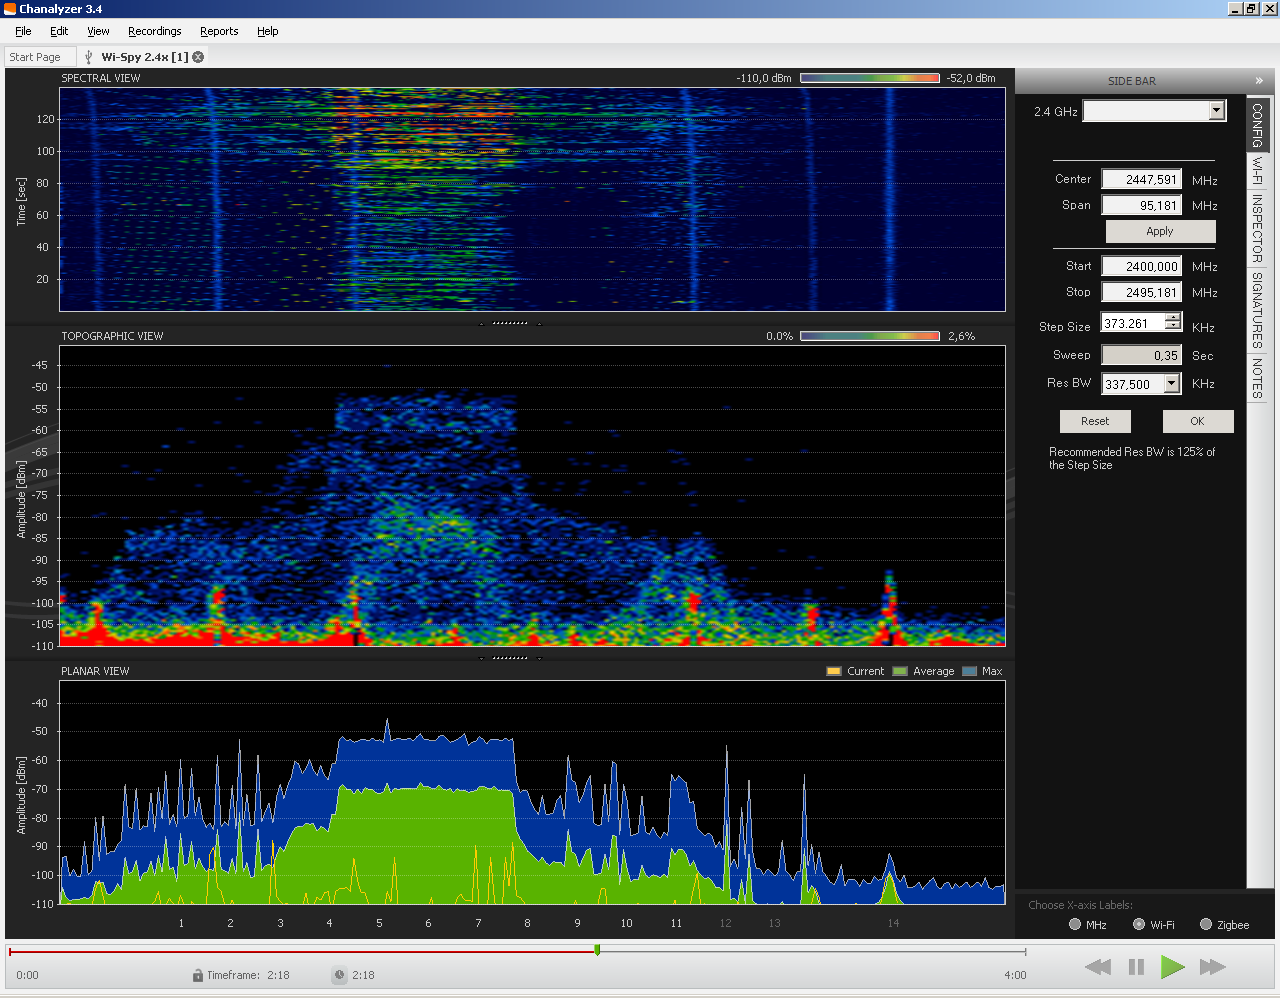 Chanalyzer 3.4
File Edit View Recordings Reports Help
Start Page Wi-Spy 2.4x [1]
SPECTRAL VIEW -110,0 dBm -52,0 dBm
Time [sec]
120
100
80
60
40
20
TOPOGRAPHIC VIEW 0.0% 2,6%
Amplitude [dBm]
-45
-50
-55
-60
-65
-70
-75
-80
-85
-90
-95
-100
-105
-110
PLANAR VIEW Current Average Max
Amplitude [dBm]
-40
-50
-60
-70
-80
-90
-100
-110
1 2 3 4 5 6 7 8 9 10 11 12 13 14
SIDE BAR »
2.4 GHz
Center 2447,591 MHz
Span 95,181 MHz
Apply
Start 2400,000 MHz
Stop 2495,181 MHz
Step Size 373.261 KHz
Sweep 0,35 Sec
Res BW 337,500 KHz
Reset OK
Recommended Res BW is 125% of
the Step Size
CONFIG
WI-FI
INSPECTOR
SIGNATURES
NOTES
Choose X-axis Labels:
MHz Wi-Fi Zigbee
0:00 Timeframe: 2:18 2:18 4:00